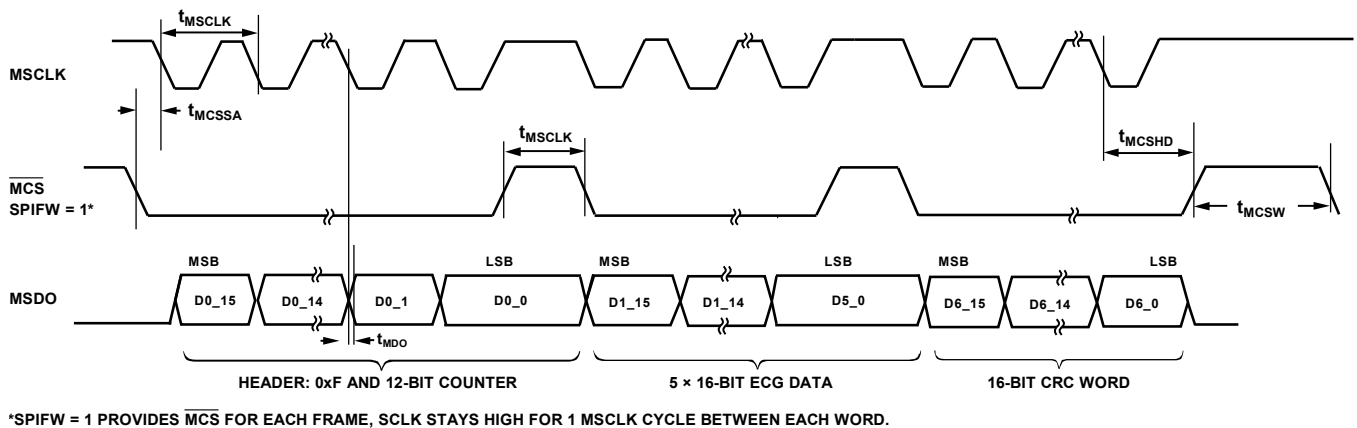 tMSCLK
MSCLK
tMCSSA
tMSCLK
tMCSHD
MCS
SPIFW = 1*
tMCSW
MSB LSB MSB LSB MSB LSB
MSDO
D0_15 D0_14 D0_1 D0_0 D1_15 D1_14 D5_0 D6_15 D6_14 D6_0
tMDO
HEADER: 0xF AND 12-BIT COUNTER 5 × 16-BIT ECG DATA 16-BIT CRC WORD
*SPIFW = 1 PROVIDES MCS FOR EACH FRAME, SCLK STAYS HIGH FOR 1 MSCLK CYCLE BETWEEN EACH WORD.